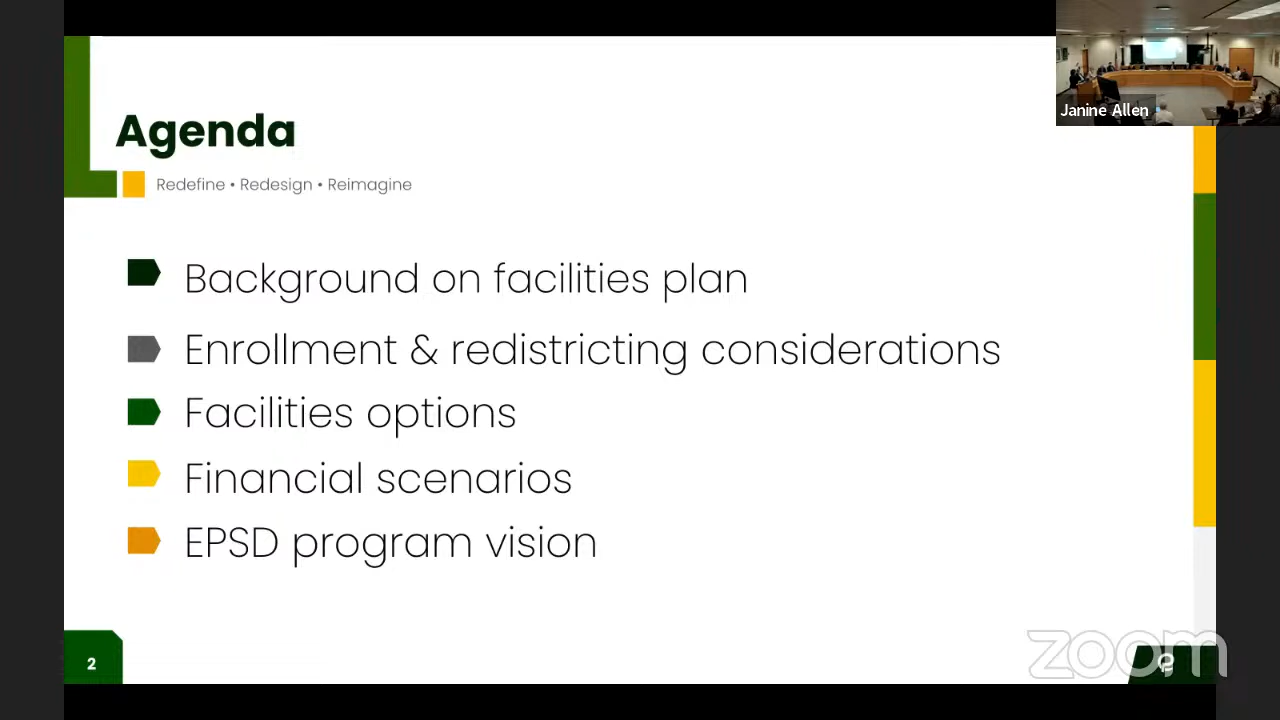 Janine Allen
Agenda
Redefine • Redesign • Reimagine
Background on facilities plan
Enrollment & redistricting considerations
Facilities options
Financial scenarios
EPSD program vision
2
zoom